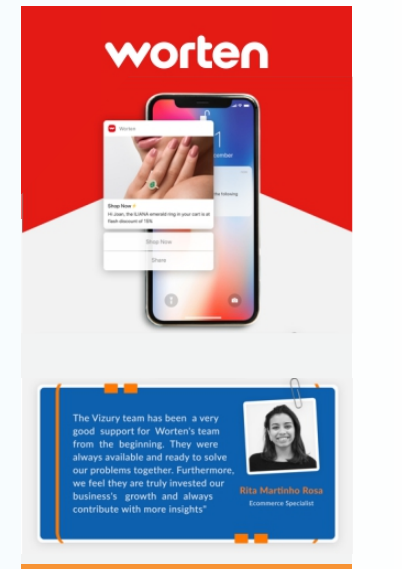 worten
Worten
Shop Now
Hi Joan, the ILIANA emerald ring in your cart is at
flash discount of 15%
Shop Now
Share
the following
The Vizury team has been a very
good support for Worten's team
from the beginning. They were
always available and ready to solve
our problems together. Furthermore,
we feel they are truly invested our
business's growth and always
contribute with more insights"
Rita Martinho Rosa
Ecommerce Specialist